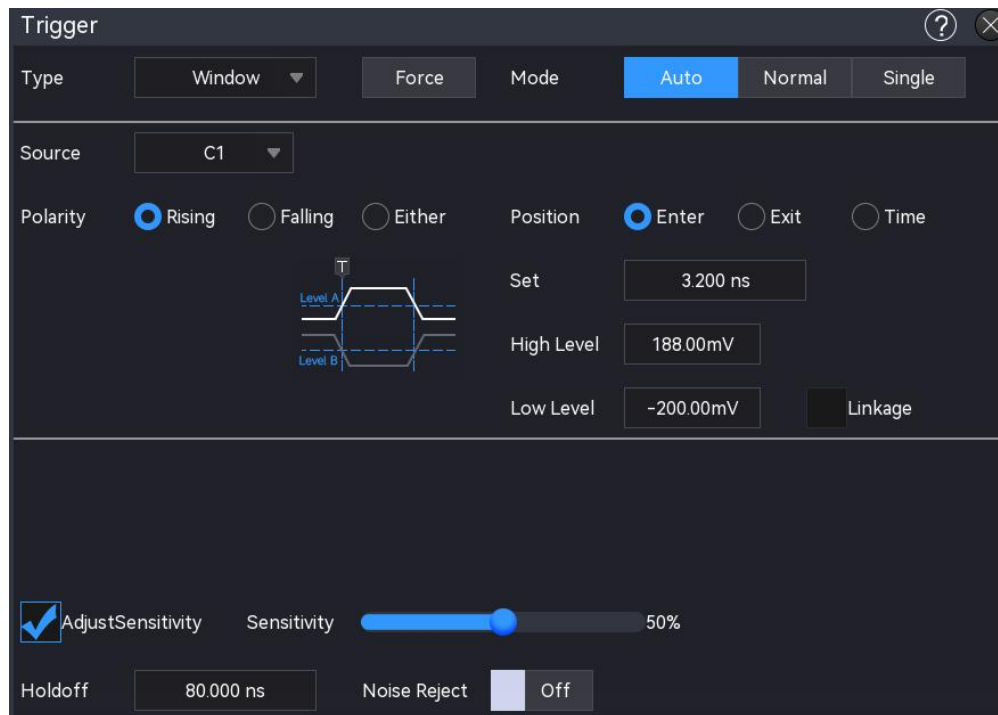 Trigger ?
Type Window Force Mode Auto Normal Single
Source C1
Polarity Rising Falling Either Position Enter Exit Time
T
Level A
Level B
Set 3.200 ns
High Level 188.00mV
Low Level -200.00mV Linkage
AdjustSensitivity Sensitivity 50%
Holdoff 80.000 ns Noise Reject Off